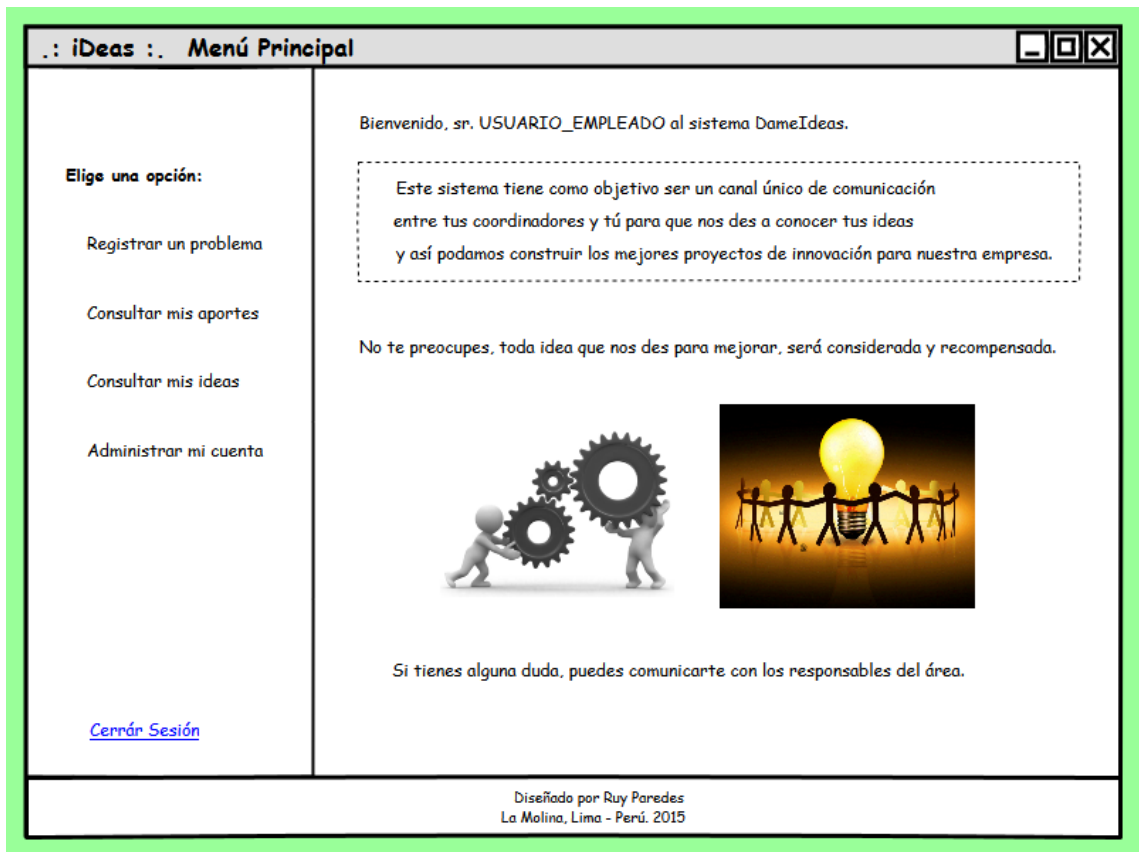 .: iDeas :. Menú Principal
Elige una opción:
Registrar un problema
Consultar mis aportes
Consultar mis ideas
Administrar mi cuenta
Cerrár Sesión
Bienvenido, sr. USUARIO_EMPLEADO al sistema DameIdeas.
Este sistema tiene como objetivo ser un canal único de comunicación
entre tus coordinadores y tú para que nos des a conocer tus ideas
y así podamos construir los mejores proyectos de innovación para nuestra empresa.
No te preocupes, toda idea que nos des para mejorar, será considerada y recompensada.
Si tienes alguna duda, puedes comunicarte con los responsables del área.
Diseñado por Ruy Paredes
La Molina, Lima - Perú. 2015